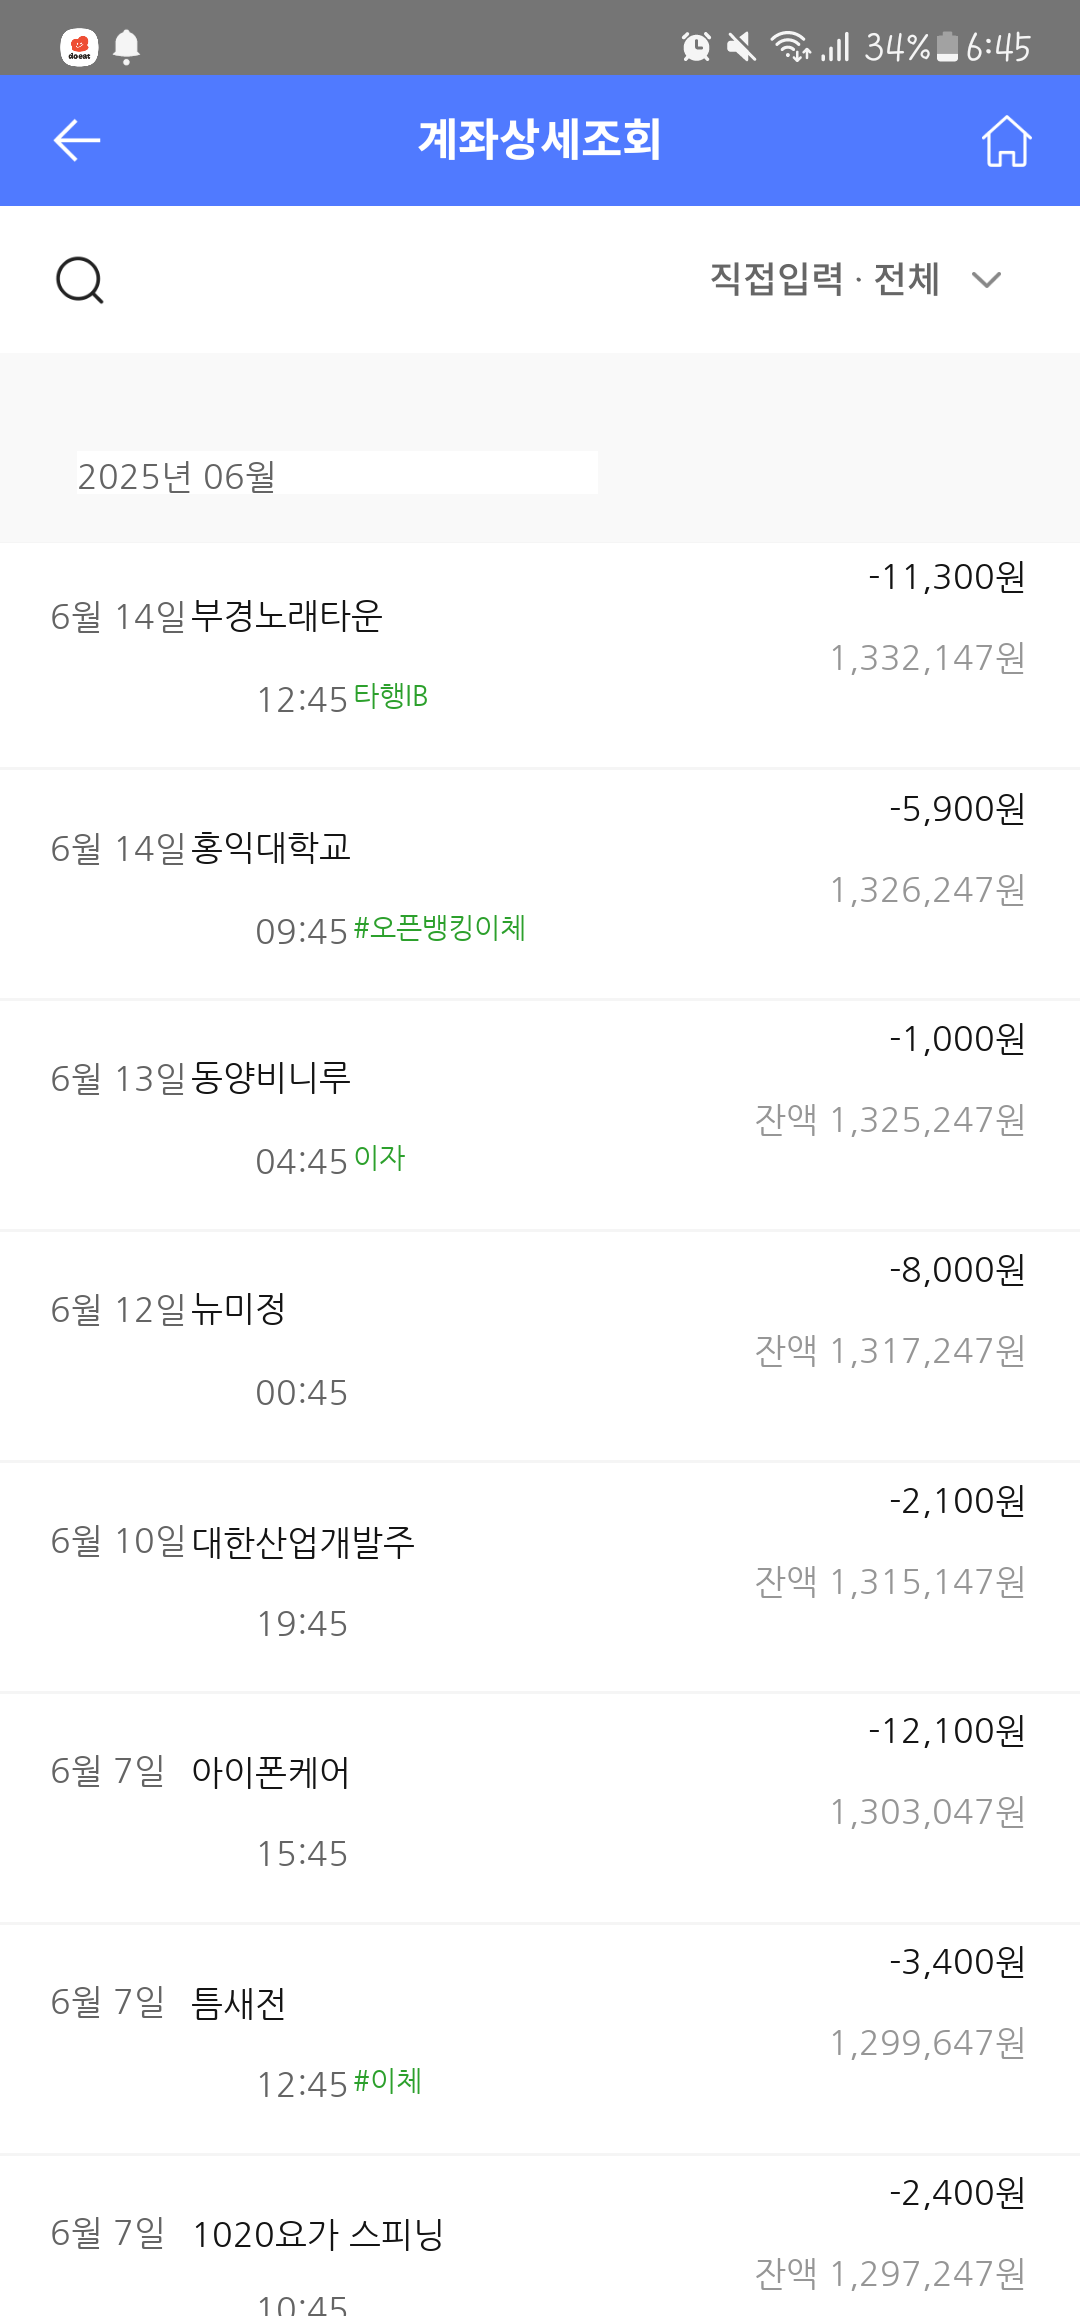 doeat
34% 6:45
계좌상세조회
직접입력 · 전체
2025년 06월
-11,300원
6월 14일 부경노래타운
1,332,147원
12:45 타행IB
-5,900원
6월 14일 홍익대학교
1,326,247원
09:45 #오픈뱅킹이체
-1,000원
6월 13일 동양비니루
잔액 1,325,247원
04:45 이자
-8,000원
6월 12일 뉴미정
잔액 1,317,247원
00:45
-2,100원
6월 10일 대한산업개발주
잔액 1,315,147원
19:45
-12,100원
6월 7일 아이폰케어
1,303,047원
15:45
-3,400원
6월 7일 틈새전
1,299,647원
12:45 #이체
-2,400원
6월 7일 1020요가 스피닝
잔액 1,297,247원
10:45